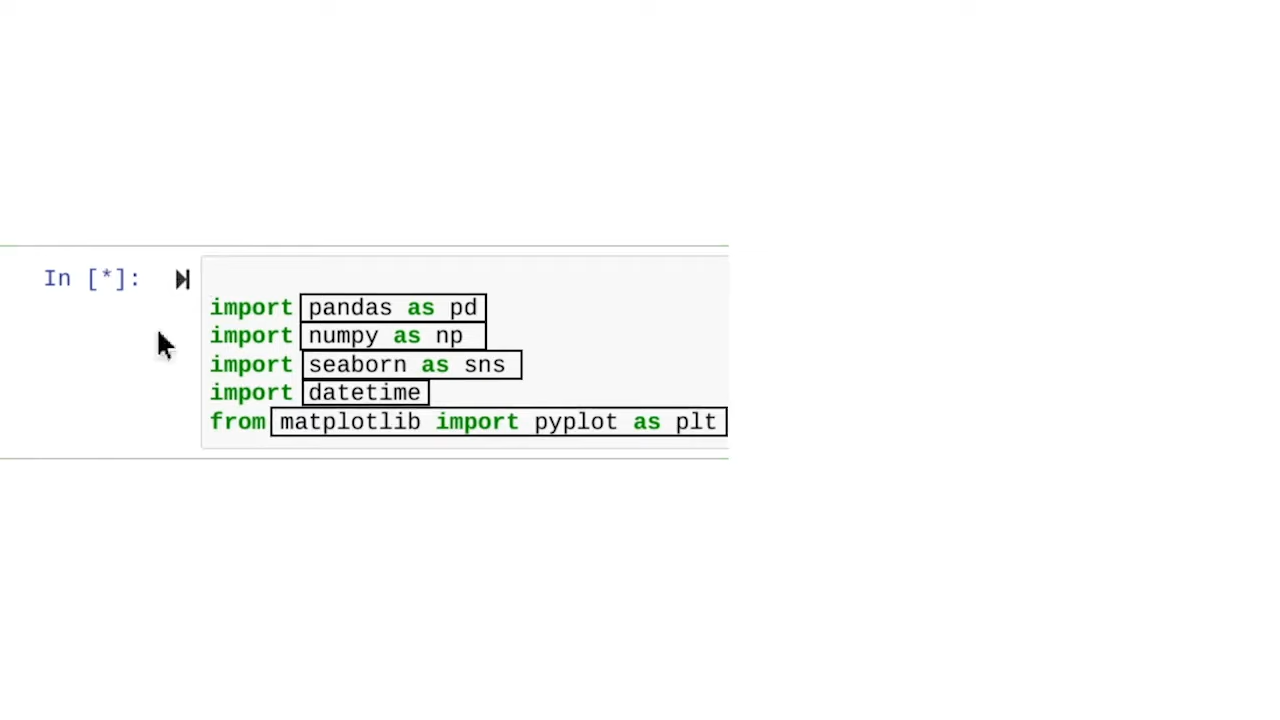 In [*]:
import pandas as pd
import numpy as np
import seaborn as sns
import datetime
from matplotlib import pyplot as plt